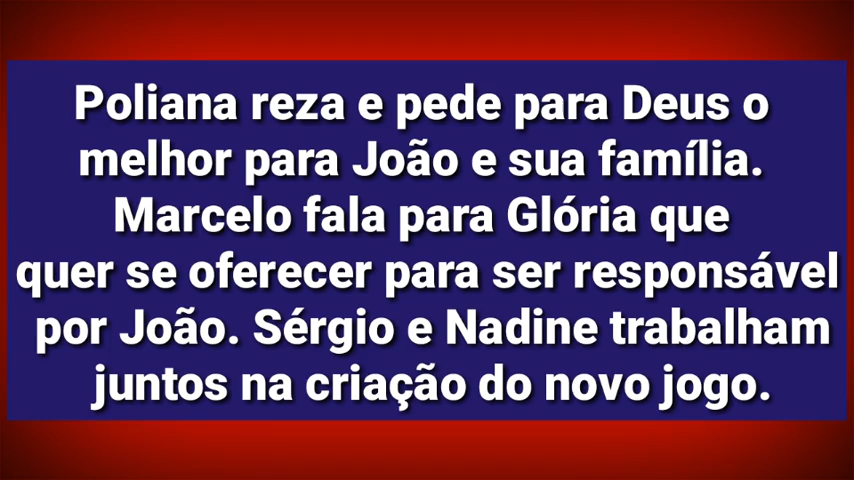 Poliana reza e pede para Deus o
melhor para João e sua família.
Marcelo fala para Glória que
quer se oferecer para ser responsável
por João. Sérgio e Nadine trabalham
juntos na criação do novo jogo.